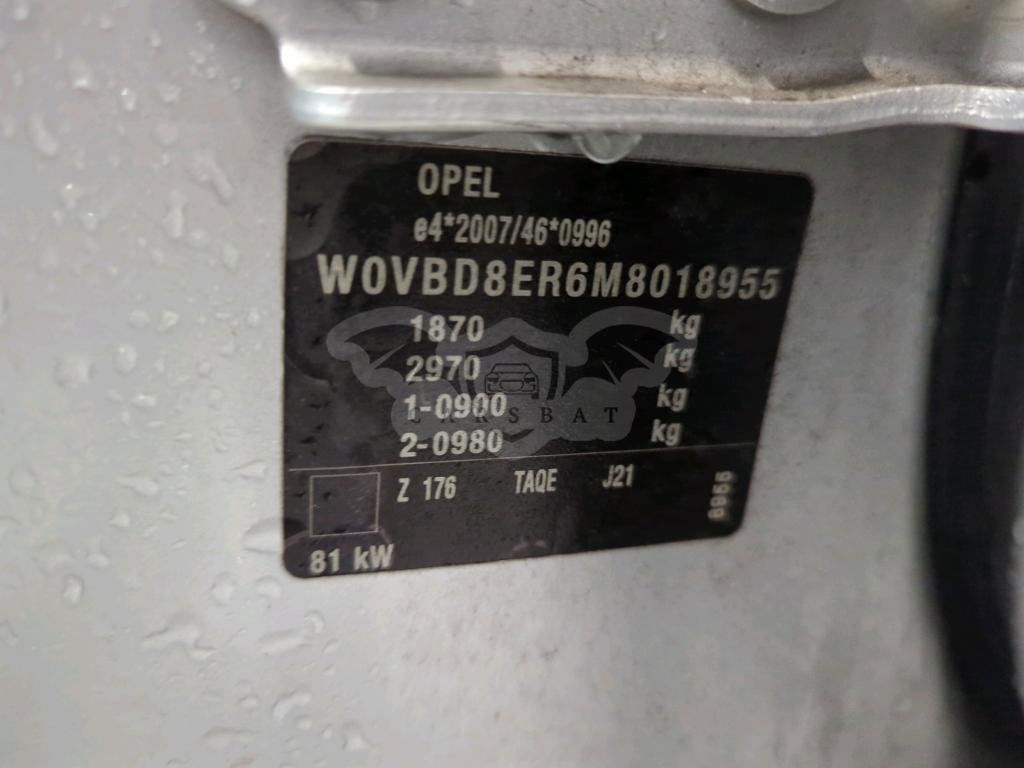 OPEL
e4*2007/46*0996
W0VBD8ER6M8018955
1870 kg
2970 kg
1-0900 kg
2-0980 kg
CARSBAT
Z 176 TAQE J21
81 kW